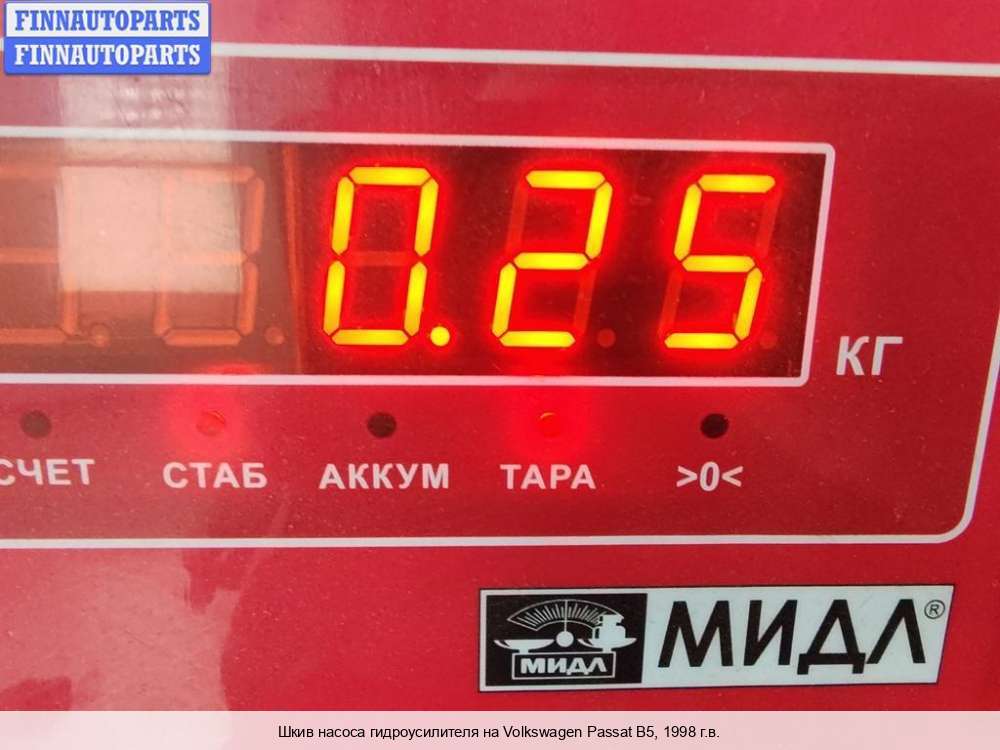 FINNAUTOPARTS
FINNAUTOPARTS
0.25
КГ
СЧЕТ СТАБ АККУМ ТАРА >0<
МИДЛ МИДЛ®
Шкив насоса гидроусилителя на Volkswagen Passat B5, 1998 г.в.